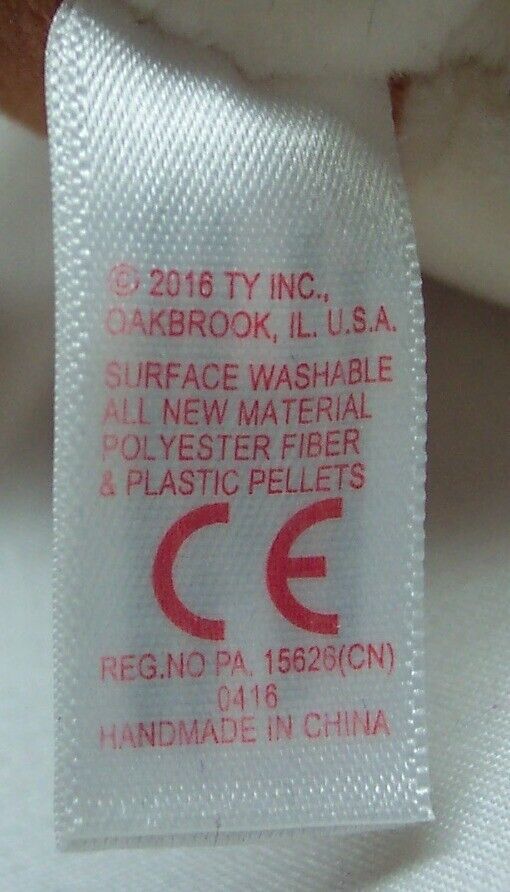 © 2016 TY INC.,
OAKBROOK, IL. U.S.A.
SURFACE WASHABLE
ALL NEW MATERIAL
POLYESTER FIBER
& PLASTIC PELLETS
CE
REG.NO PA. 15626(CN)
0416
HANDMADE IN CHINA